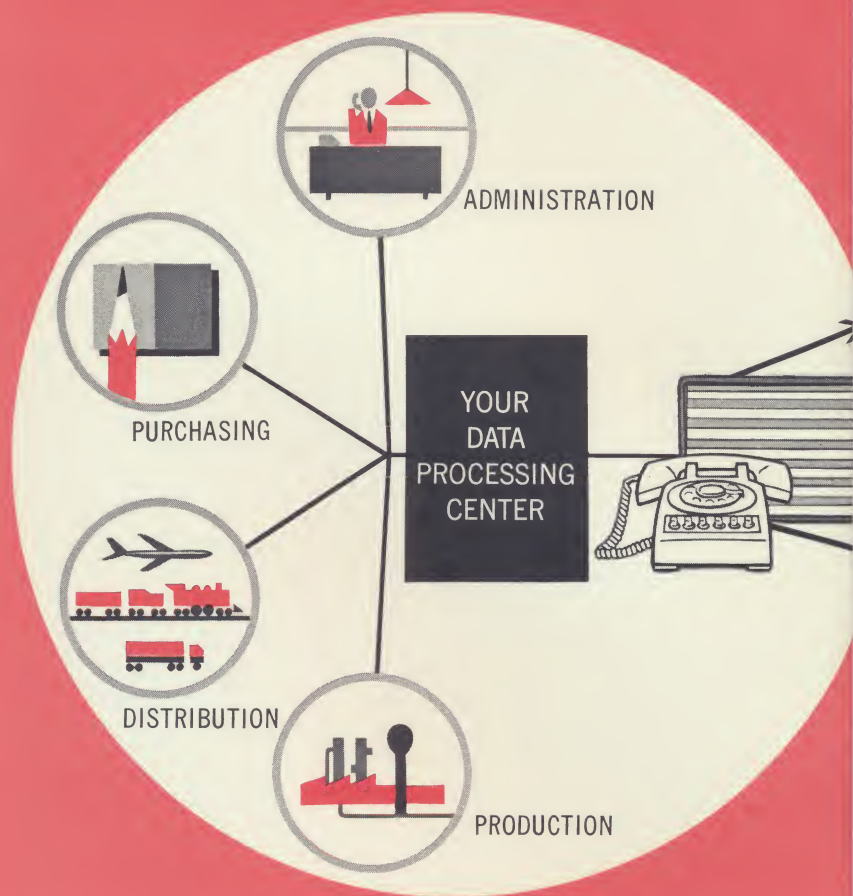 ADMINISTRATION
PURCHASING
YOUR
DATA
PROCESSING
CENTER
DISTRIBUTION
PRODUCTION